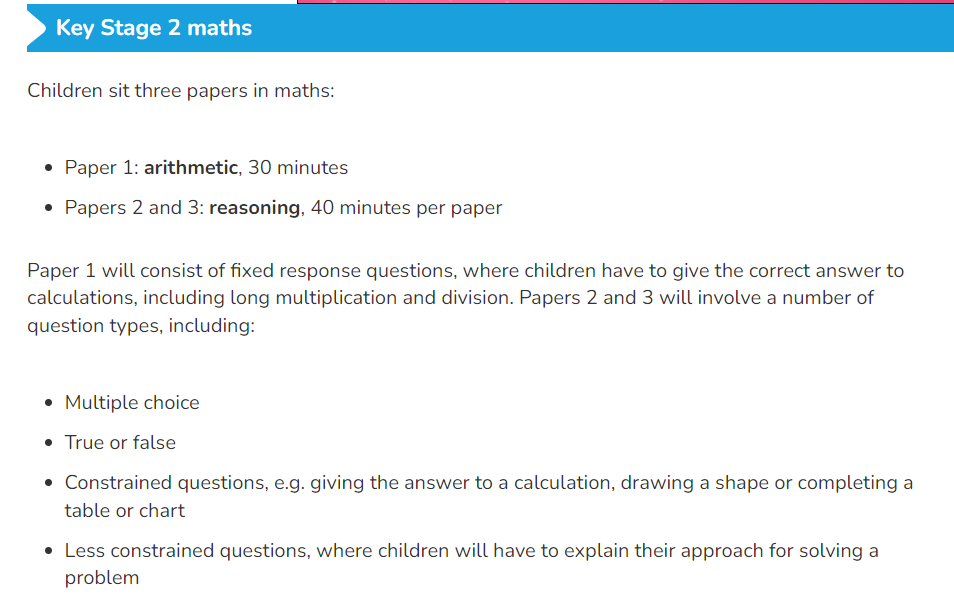 Key Stage 2 maths
Children sit three papers in maths:
• Paper 1: arithmetic, 30 minutes
• Papers 2 and 3: reasoning, 40 minutes per paper
Paper 1 will consist of fixed response questions, where children have to give the correct answer to
calculations, including long multiplication and division. Papers 2 and 3 will involve a number of
question types, including:
• Multiple choice
• True or false
• Constrained questions, e.g. giving the answer to a calculation, drawing a shape or completing a
table or chart
• Less constrained questions, where children will have to explain their approach for solving a
problem